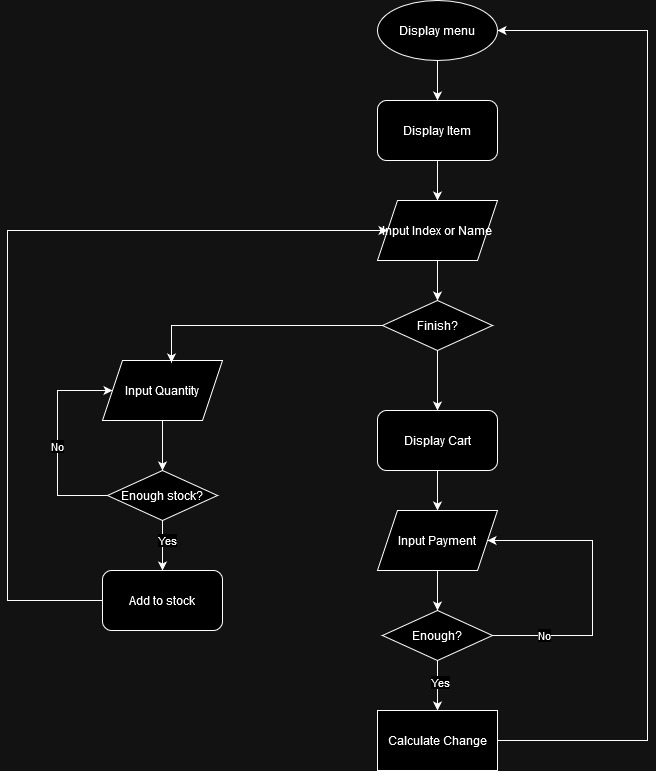 Display menu
Display Item
Input Index or Name
Finish?
Input Quantity
No
Enough stock?
Yes
Add to stock
Display Cart
Input Payment
Enough?
No
Yes
Calculate Change